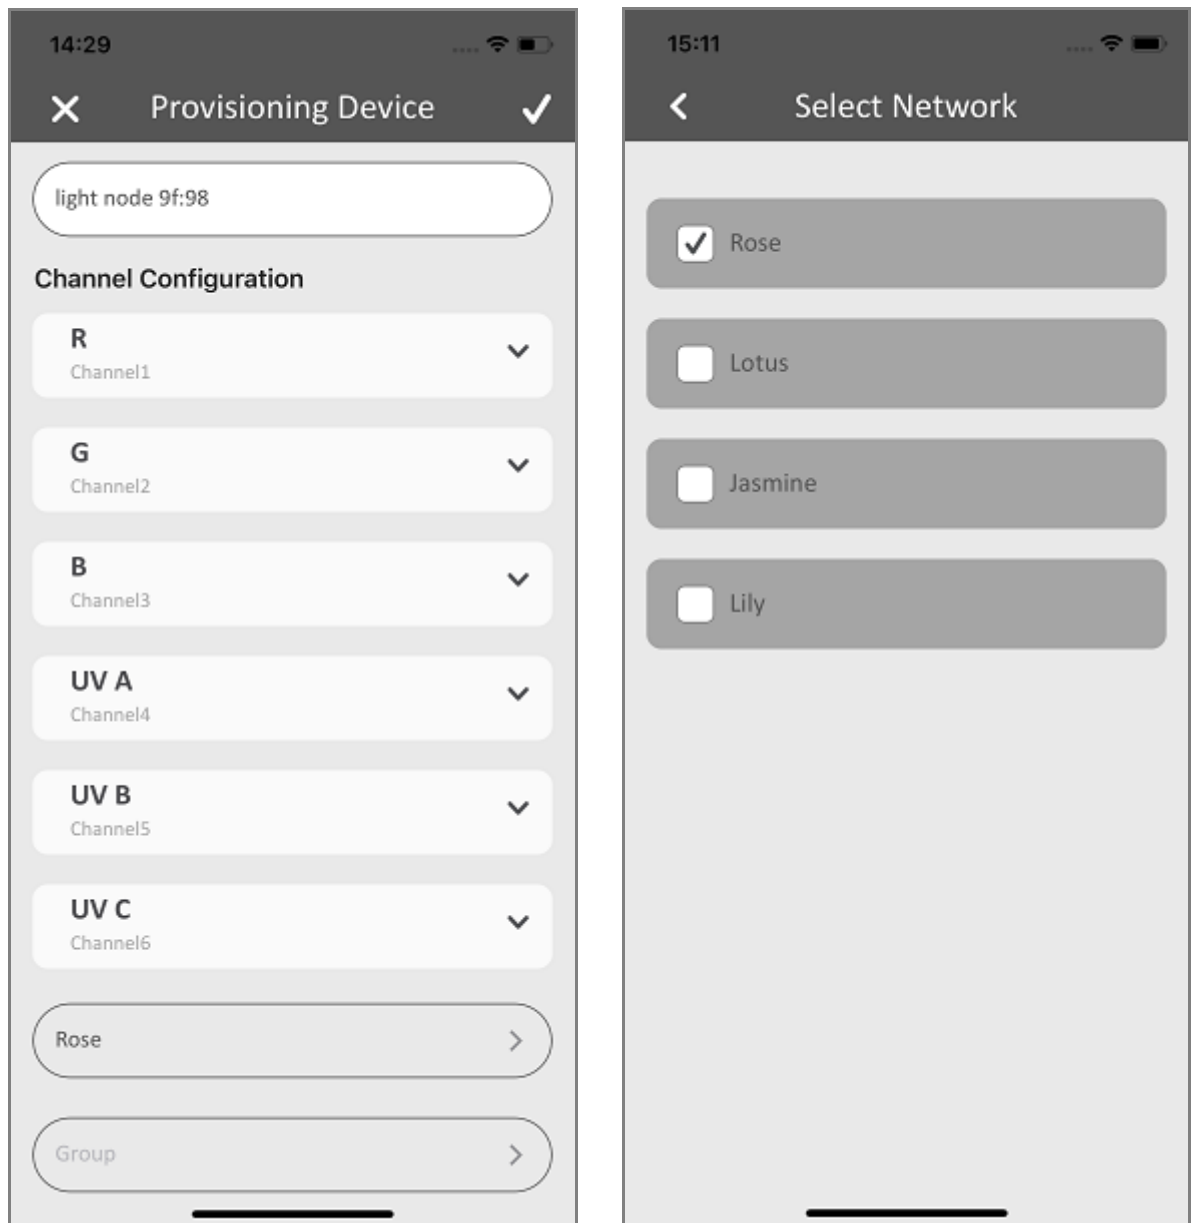 14:29
Provisioning Device
light node 9f:98
Channel Configuration
R
Channel1
G
Channel2
B
Channel3
UV A
Channel4
UV B
Channel5
UV C
Channel6
Rose
Group
15:11
Select Network
Rose
Lotus
Jasmine
Lily